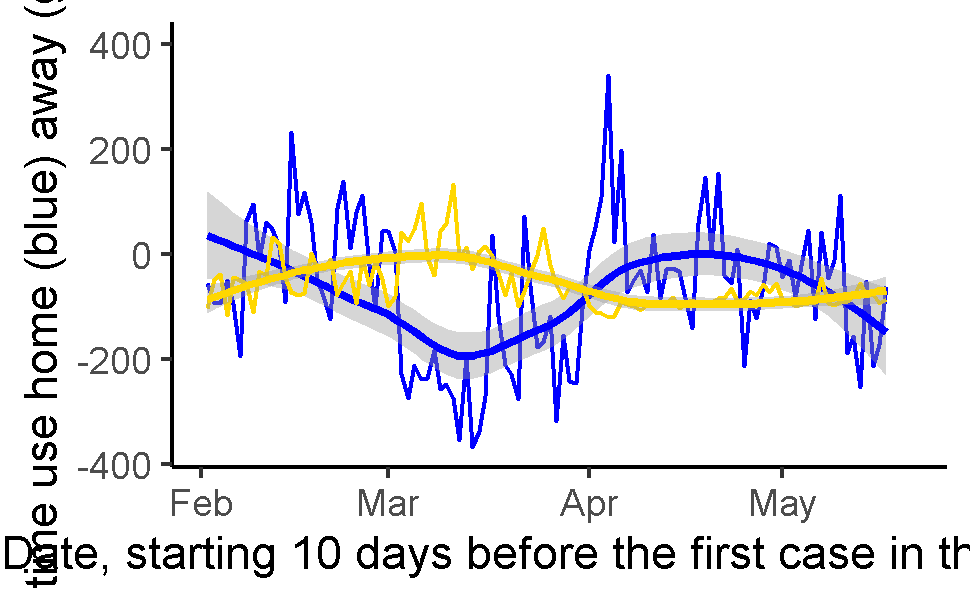 time use home (blue) away (
400
200
0
-200
-400
Feb Mar Apr May
Date, starting 10 days before the first case in th